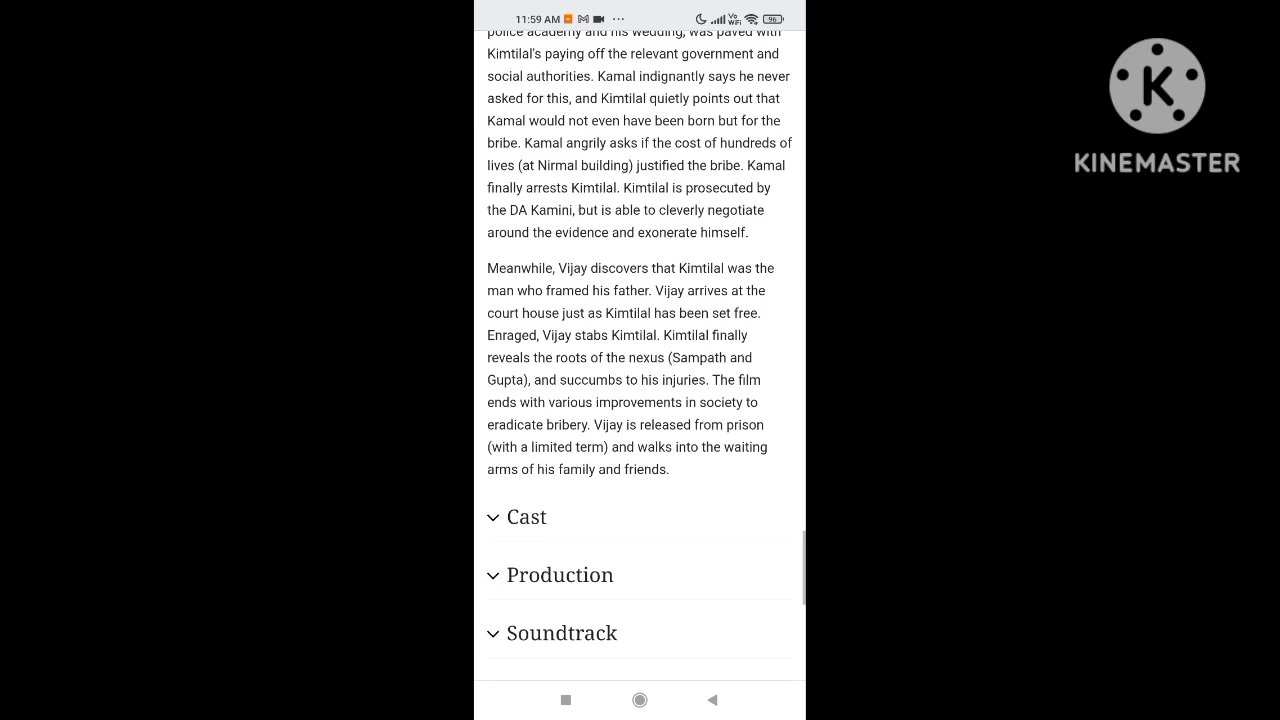 11:59 AM
Vo
WiFi
96
police academy and his wedding, was paved with
Kimtilal's paying off the relevant government and
social authorities. Kamal indignantly says he never
asked for this, and Kimtilal quietly points out that
Kamal would not even have been born but for the
bribe. Kamal angrily asks if the cost of hundreds of
lives (at Nirmal building) justified the bribe. Kamal
finally arrests Kimtilal. Kimtilal is prosecuted by
the DA Kamini, but is able to cleverly negotiate
around the evidence and exonerate himself.
Meanwhile, Vijay discovers that Kimtilal was the
man who framed his father. Vijay arrives at the
court house just as Kimtilal has been set free.
Enraged, Vijay stabs Kimtilal. Kimtilal finally
reveals the roots of the nexus (Sampath and
Gupta), and succumbs to his injuries. The film
ends with various improvements in society to
eradicate bribery. Vijay is released from prison
(with a limited term) and walks into the waiting
arms of his family and friends.
Cast
Production
Soundtrack
K
KINEMASTER